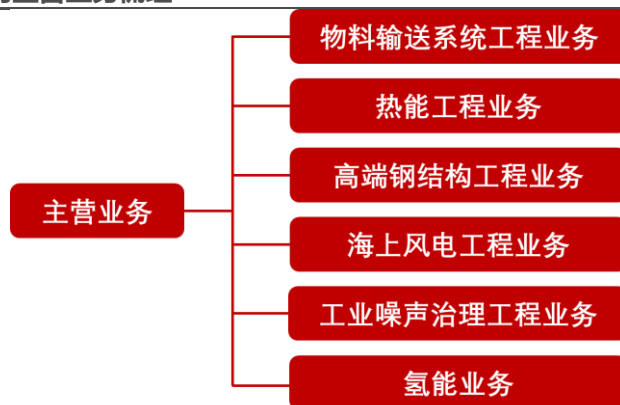 物料输送系统工程业务
热能工程业务
高端钢结构工程业务
主营业务
海上风电工程业务
工业噪声治理工程业务
氢能业务